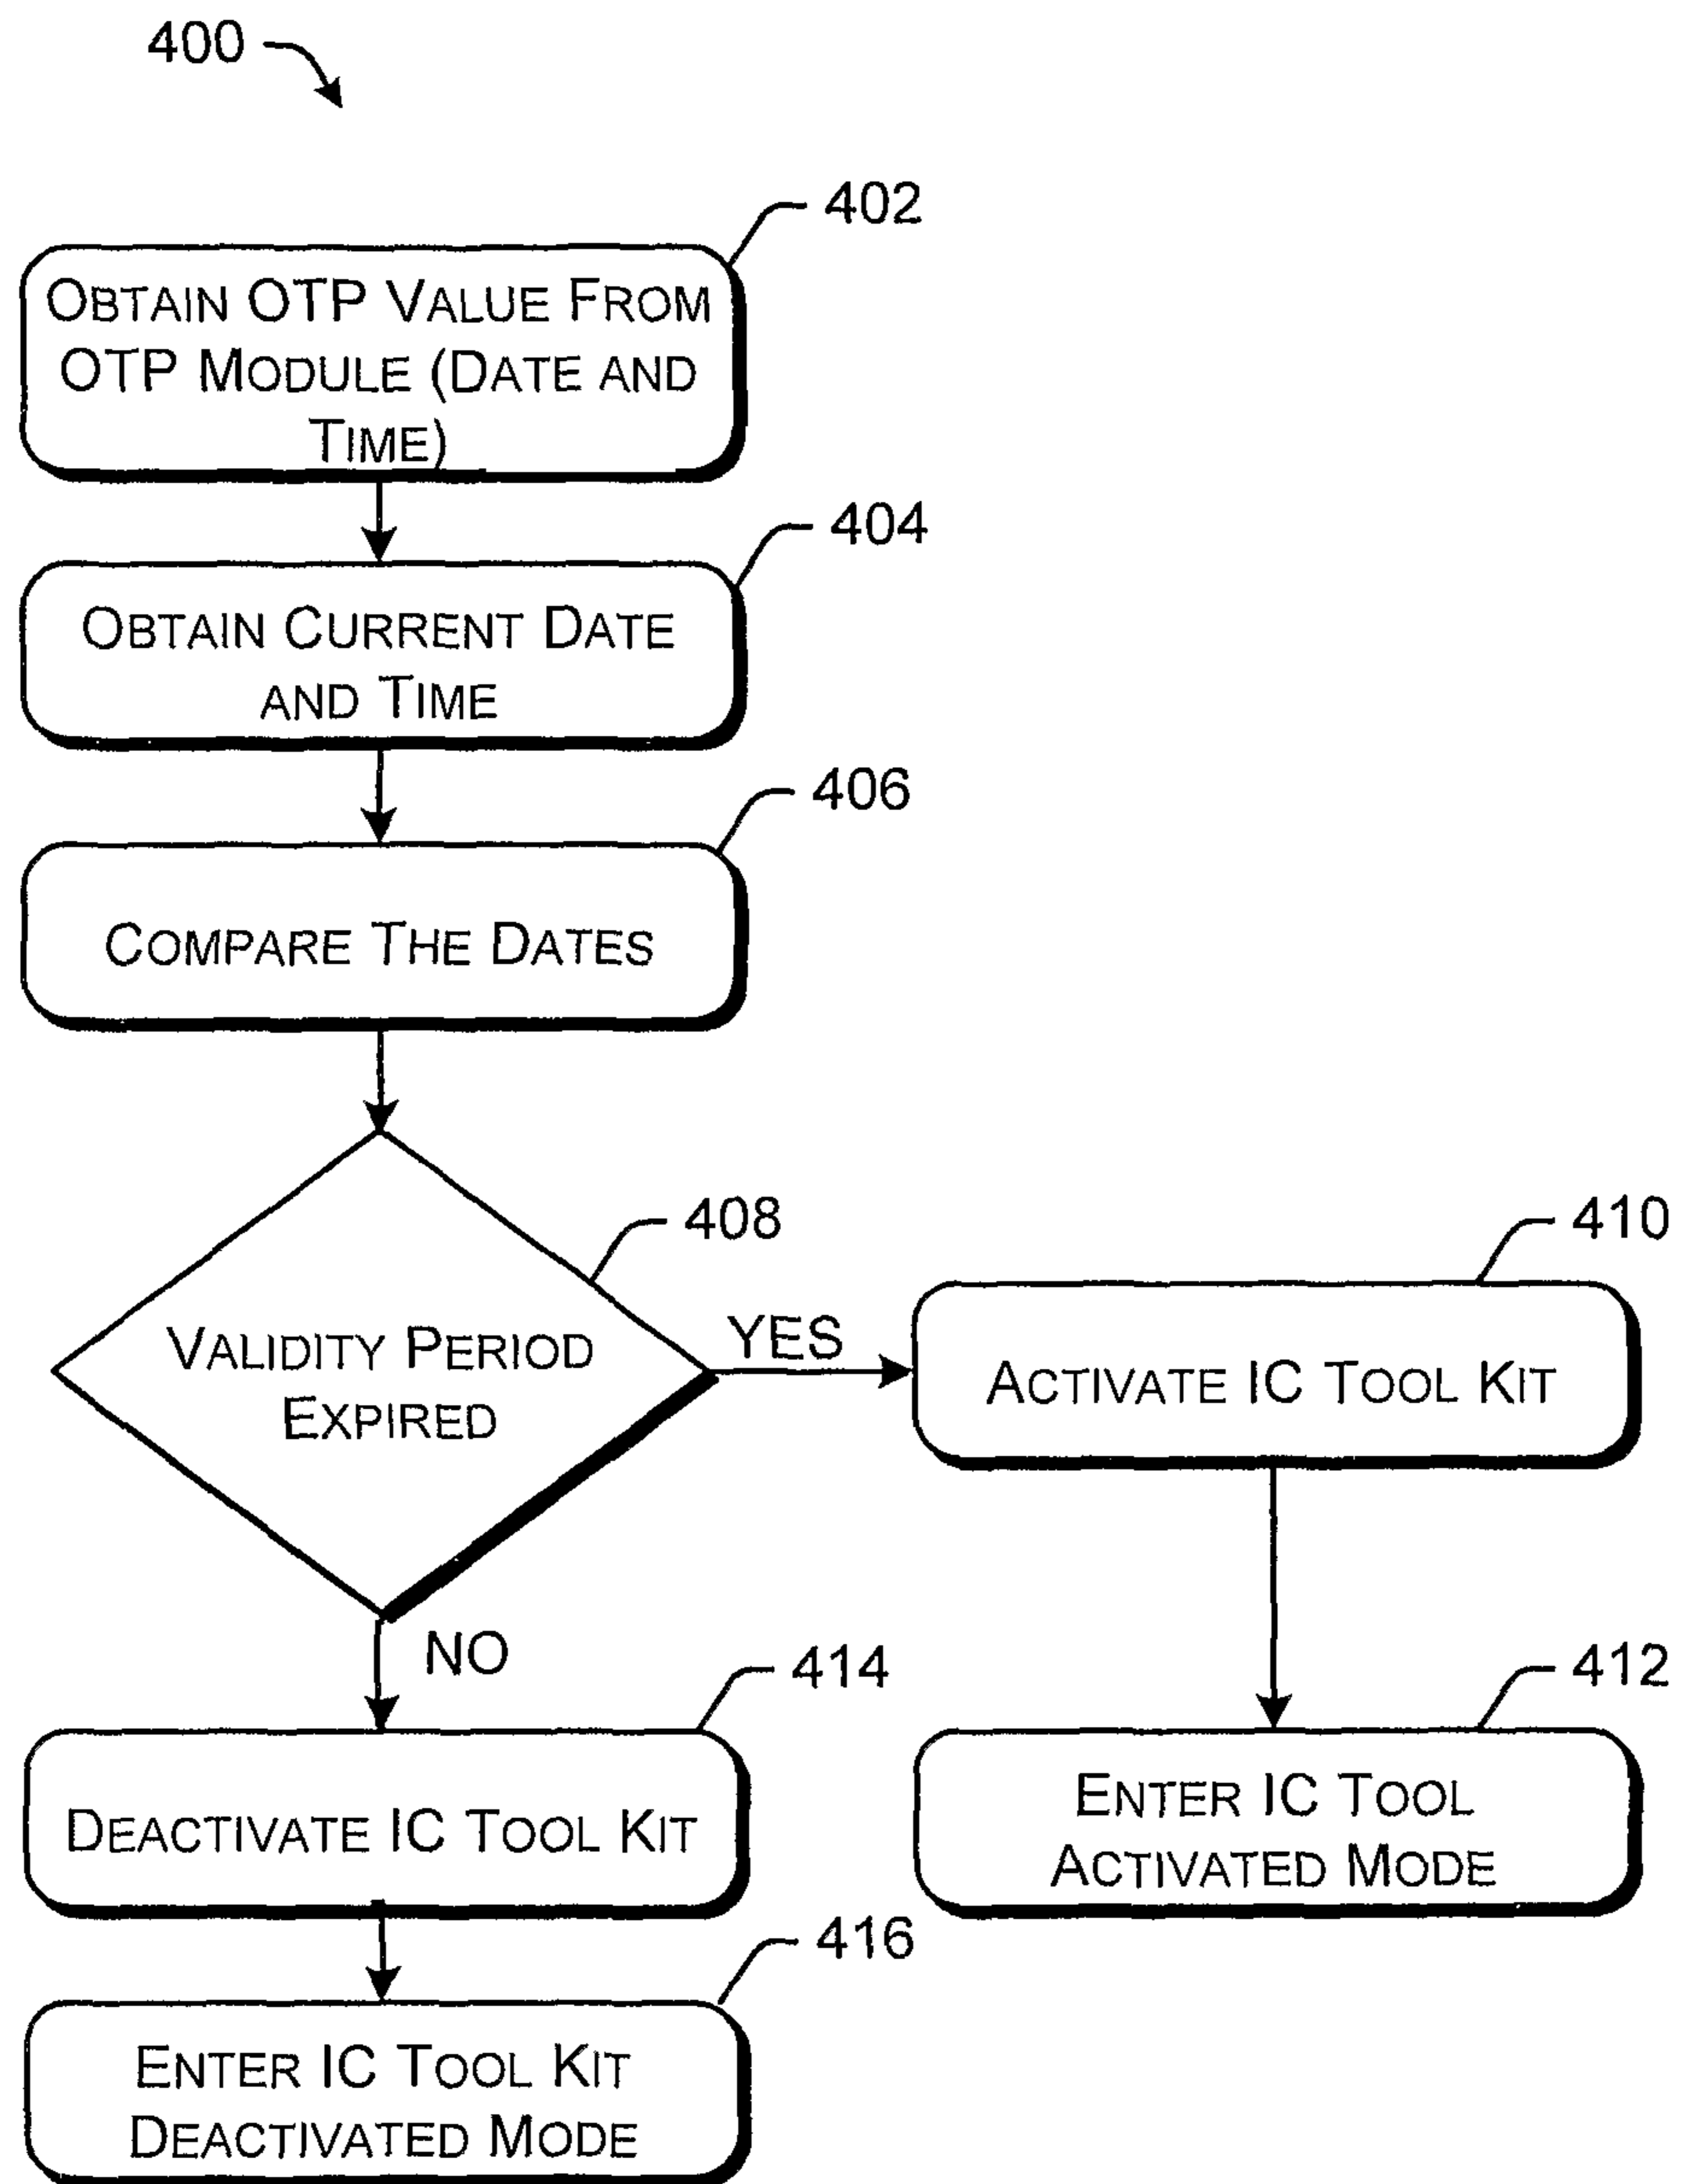 400
402
OBTAIN OTP VALUE FROM
OTP MODULE (DATE AND
TIME)
404
OBTAIN CURRENT DATE
AND TIME
406
COMPARE THE DATES
408
VALIDITY PERIOD
EXPIRED
YES
410
ACTIVATE IC TOOL KIT
NO
414
DEACTIVATE IC TOOL KIT
412
ENTER IC TOOL
ACTIVATED MODE
416
ENTER IC TOOL KIT
DEACTIVATED MODE